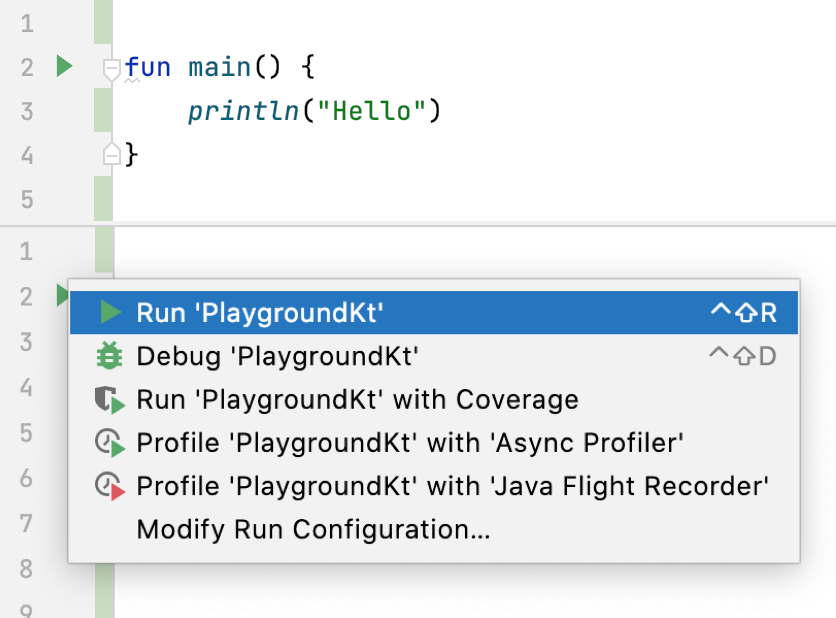 1
2 fun main() {
3 println("Hello")
4 }
5
1
2 Run 'PlaygroundKt' ^⇧R
3 Debug 'PlaygroundKt' ^⇧D
4 Run 'PlaygroundKt' with Coverage
5 Profile 'PlaygroundKt' with 'Async Profiler'
6 Profile 'PlaygroundKt' with 'Java Flight Recorder'
7 Modify Run Configuration...
8
9